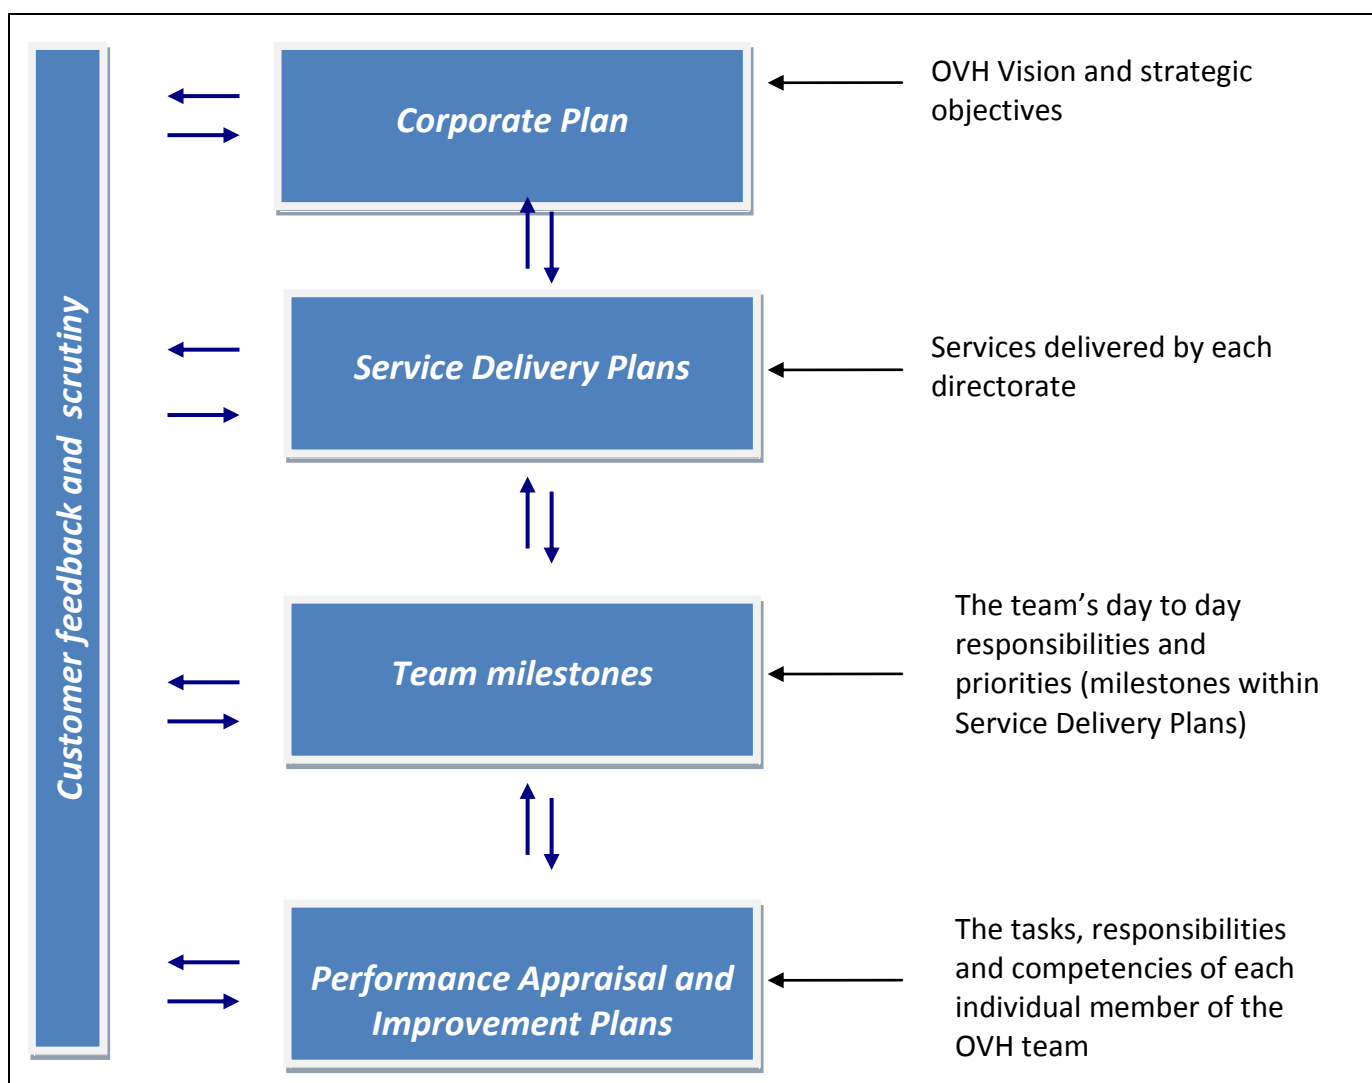 Customer feedback and scrutiny
Corporate Plan
OVH Vision and strategic
objectives
Service Delivery Plans
Services delivered by each
directorate
Team milestones
The team’s day to day
responsibilities and
priorities (milestones within
Service Delivery Plans)
Performance Appraisal and
Improvement Plans
The tasks, responsibilities
and competencies of each
individual member of the
OVH team